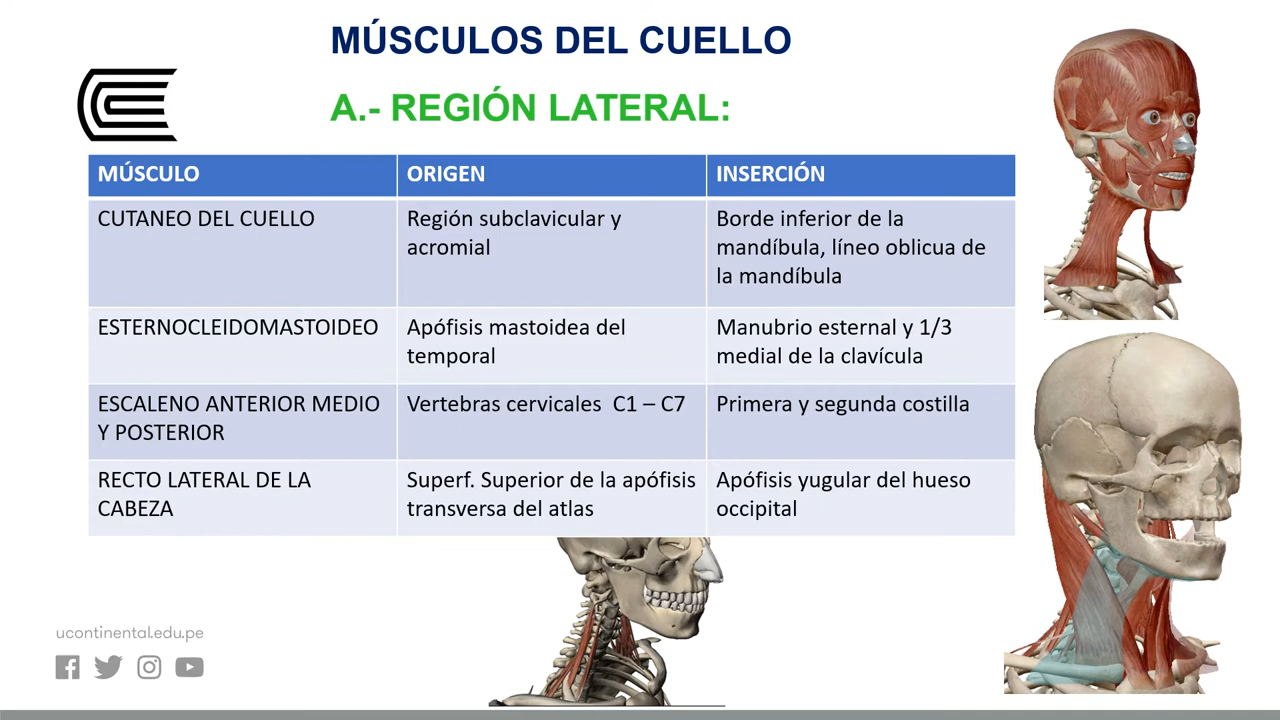 MÚSCULOS DEL CUELLO
A.- REGIÓN LATERAL:
MÚSCULO
ORIGEN
INSERCIÓN
CUTANEO DEL CUELLO
Región subclavicular y
acromial
Borde inferior de la
mandíbula, líneo oblicua de
la mandíbula
ESTERNOCLEIDOMASTOIDEO
Apófisis mastoidea del
temporal
Manubrio esternal y 1/3
medial de la clavícula
ESCALENO ANTERIOR MEDIO
Y POSTERIOR
Vertebras cervicales C1 – C7
Primera y segunda costilla
RECTO LATERAL DE LA
CABEZA
Superf. Superior de la apófisis
transversa del atlas
Apófisis yugular del hueso
occipital
ucontinental.edu.pe